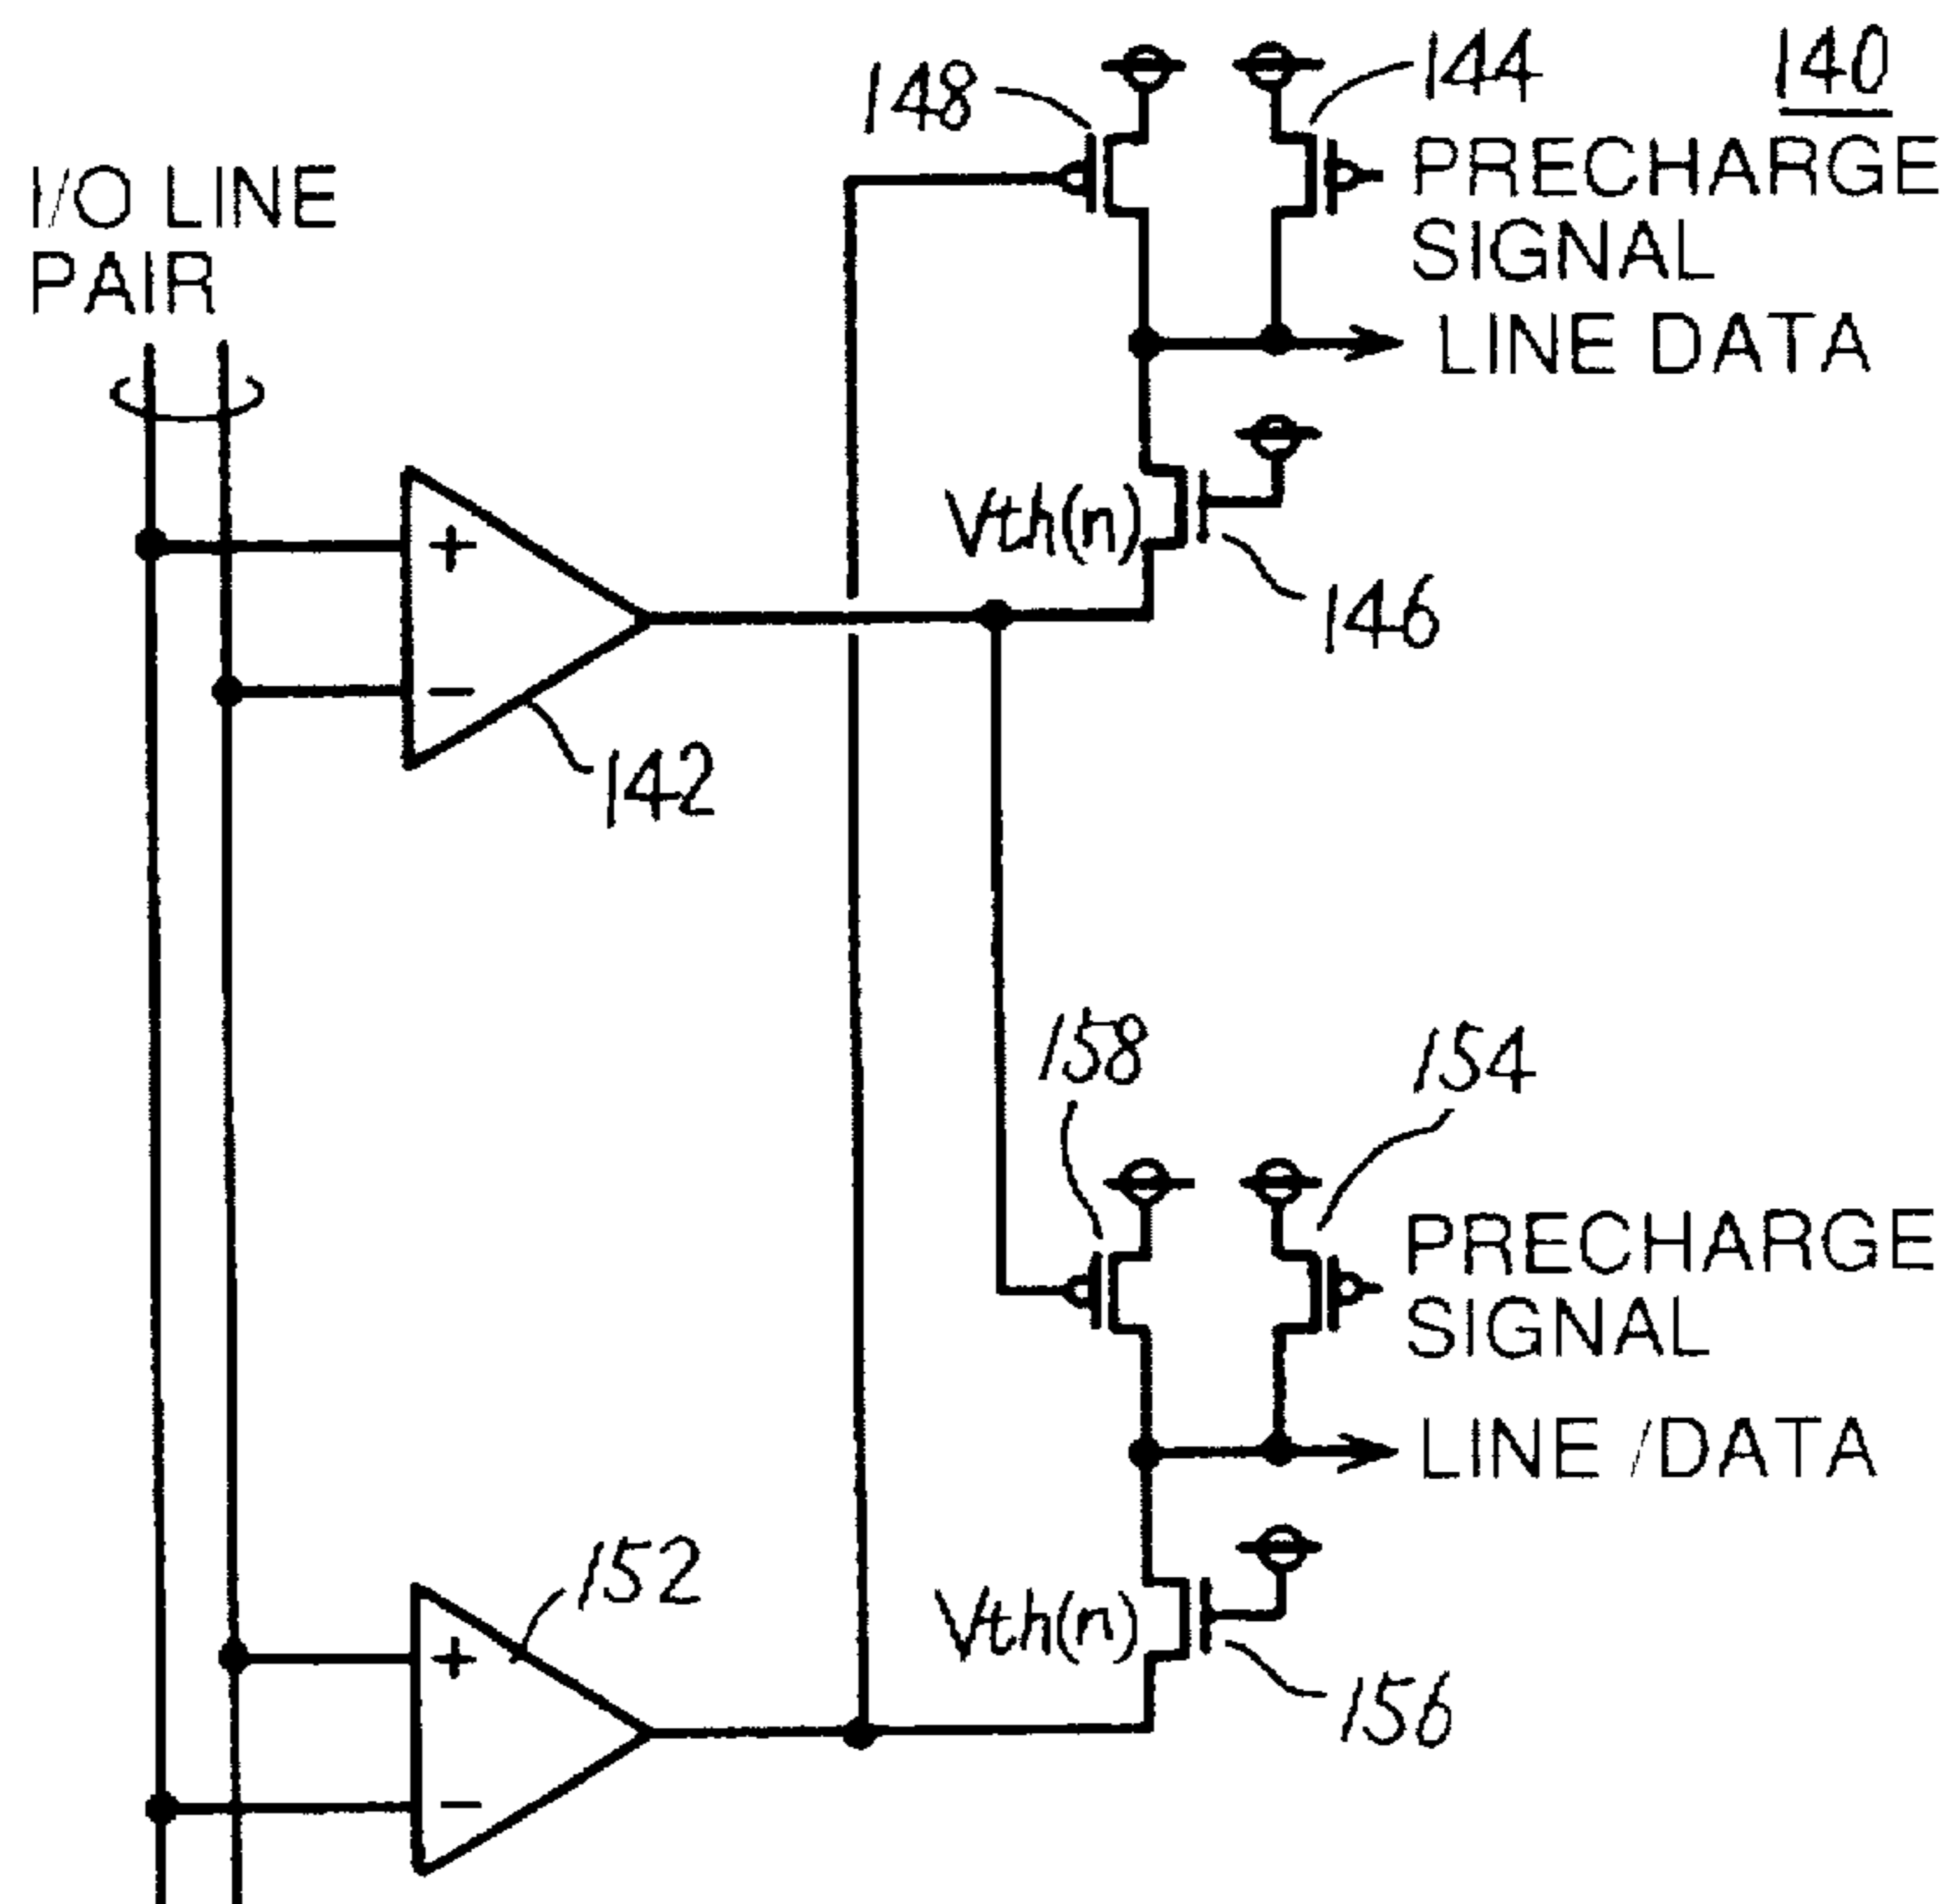 148
144
140
PRECHARGE
SIGNAL
I/O LINE
PAIR
LINE DATA
Vth(n)
146
+
−
142
158
154
PRECHARGE
SIGNAL
LINE /DATA
152
Vth(n)
156
+
−